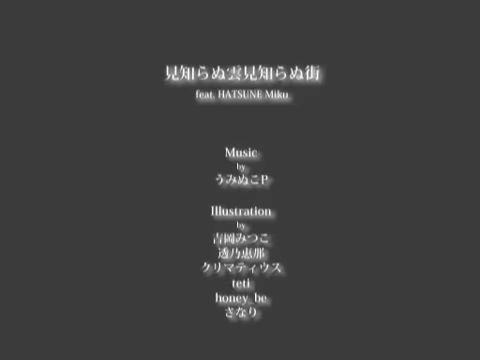 見知らぬ雲見知らぬ街
feat. HATSUNE Miku
Music
by
うみぬこP
Illustration
by
吉岡みつこ
透乃恵那
クリマティウス
teti
honey_be
さなり